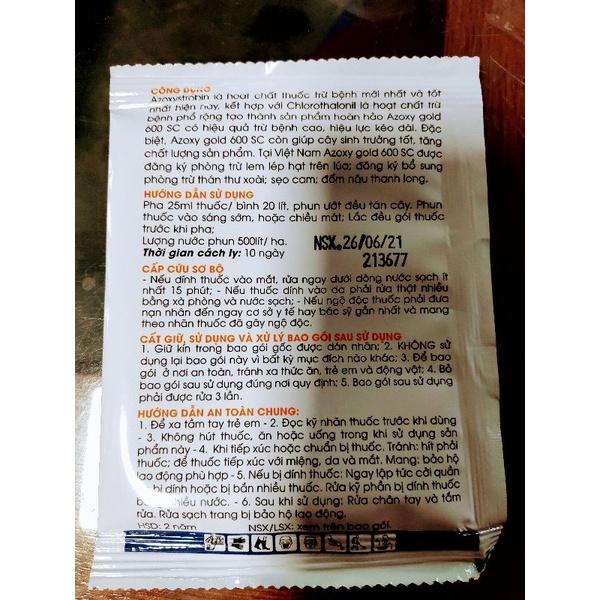 CÔNG DỤNG
Azoxystrobin là hoạt chất thuốc trừ bệnh mới nhất và tốt
nhất hiện nay, kết hợp với Chlorothalonil là hoạt chất trừ
bệnh phổ rộng tạo thành sản phẩm hoàn hảo Azoxy gold
600 SC có hiệu quả trừ bệnh cao, hiệu lực kéo dài. Đặc
biệt, Azoxy gold 600 SC còn giúp cây sinh trưởng tốt, tăng
chất lượng sản phẩm. Tại Việt Nam Azoxy gold 600 SC được
đăng ký phòng trừ lem lép hạt trên lúa; đăng ký bổ sung
phòng trừ thán thư xoài; sẹo cam; đốm nâu thanh long.
HƯỚNG DẪN SỬ DỤNG
Pha 25ml thuốc/ bình 20 lít, phun ướt đều tán cây. Phun
thuốc vào sáng sớm, hoặc chiều mát; Lắc đều gói thuốc
trước khi pha;
Lượng nước phun 500lít/ ha.
Thời gian cách ly: 10 ngày
NSX.26/06/21
213677
CẤP CỨU SƠ BỘ
- Nếu dính thuốc vào mắt, rửa ngay dưới dòng nước sạch ít
nhất 15 phút; - Nếu thuốc dính vào da phải rửa thật nhiều
bằng xà phòng và nước sạch; - Nếu ngộ độc thuốc phải đưa
nạn nhân đến ngay cơ sở y tế hay bác sỹ gần nhất và mang
theo nhãn thuốc đã gây ngộ độc.
CẤT GIỮ, SỬ DỤNG VÀ XỬ LÝ BAO GÓI SAU SỬ DỤNG
1. Giữ kín trong bao gói gốc được dán nhãn; 2. KHÔNG sử
dụng lại bao gói này vì bất kỳ mục đích nào khác; 3. Để bao
gói ở nơi an toàn, tránh xa thức ăn, trẻ em và động vật; 4. Bỏ
bao gói sau sử dụng đúng nơi quy định; 5. Bao gói sau sử dụng
phải được rửa 3 lần.
HƯỚNG DẪN AN TOÀN CHUNG:
1. Để xa tầm tay trẻ em - 2. Đọc kỹ nhãn thuốc trước khi dùng
- 3. Không hút thuốc, ăn hoặc uống trong khi sử dụng sản
phẩm này - 4. Khi tiếp xúc hoặc chuẩn bị thuốc. Tránh: hít phải
thuốc; để thuốc tiếp xúc với miệng, da và mắt. Mang: bảo hộ
lao động phù hợp - 5. Nếu bị dính thuốc: Ngay lập tức cởi quần
bị dính hoặc bị bẩn nhiều thuốc. Rửa kỹ phần bị dính thuốc
nhiều nước. - 6. Sau khi sử dụng: Rửa chân tay và tắm
rửa. Rửa sạch trang bị bảo hộ lao động.
HSD: 2 năm NSX/LSX: xem trên bao gói.